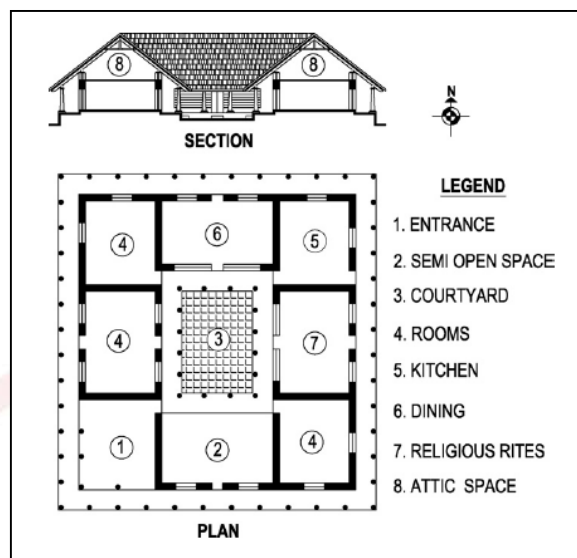 8
8
SECTION
N
LEGEND
1. ENTRANCE
2. SEMI OPEN SPACE
3. COURTYARD
4. ROOMS
5. KITCHEN
6. DINING
7. RELIGIOUS RITES
8. ATTIC SPACE
4
6
5
4
3
7
1
2
4
PLAN